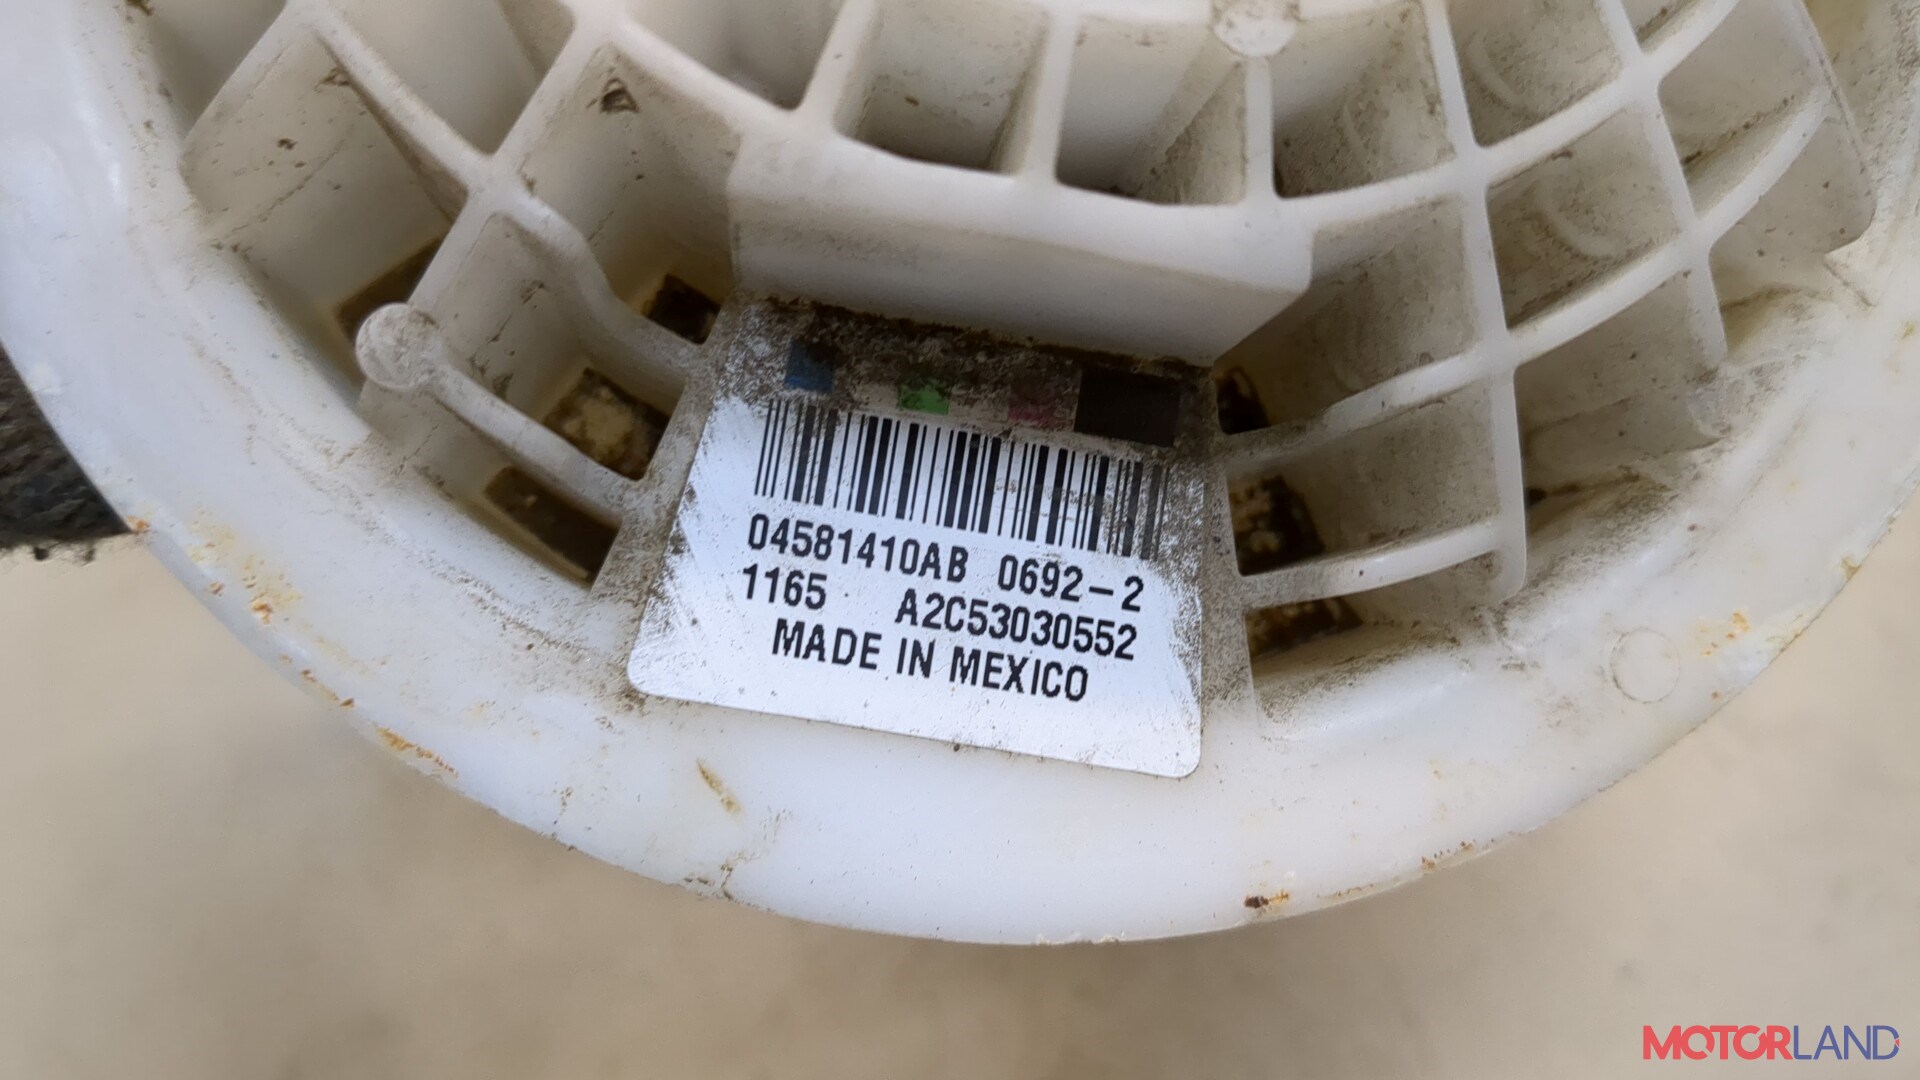 04581410AB 0692-2
1165 A2C53030552
MADE IN MEXICO
MOTORLAND